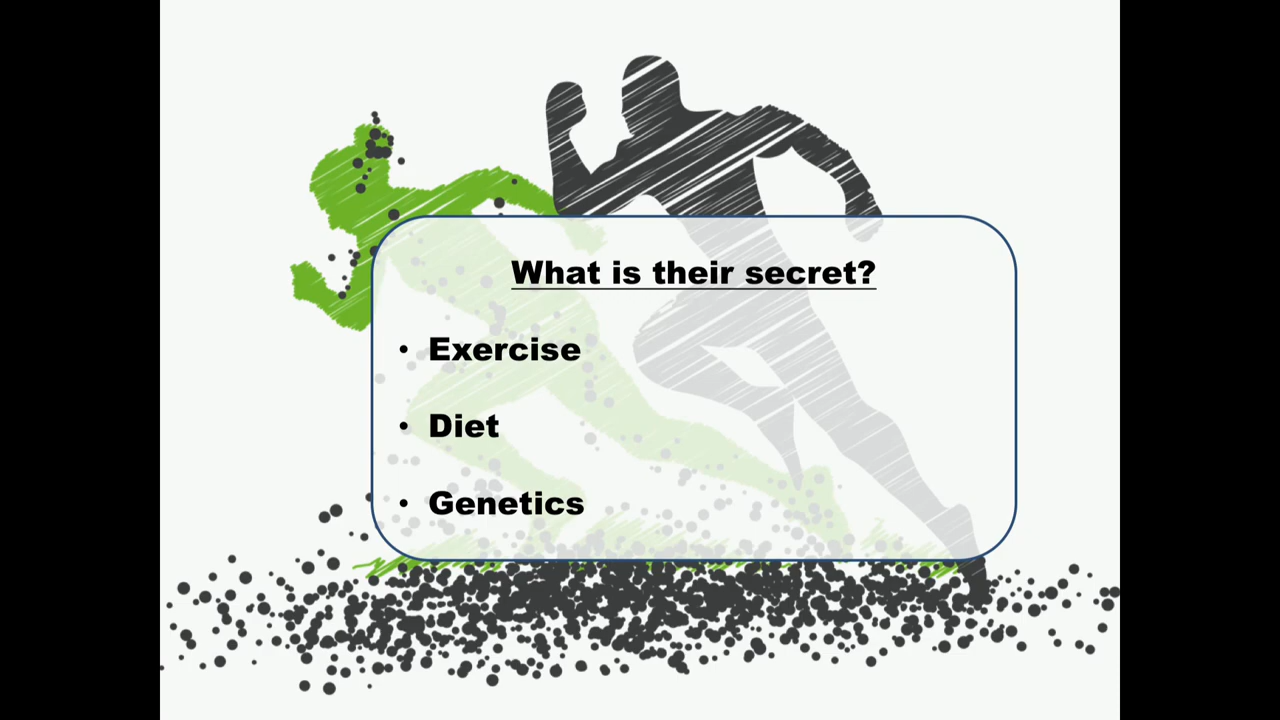 What is their secret?
• Exercise
• Diet
• Genetics